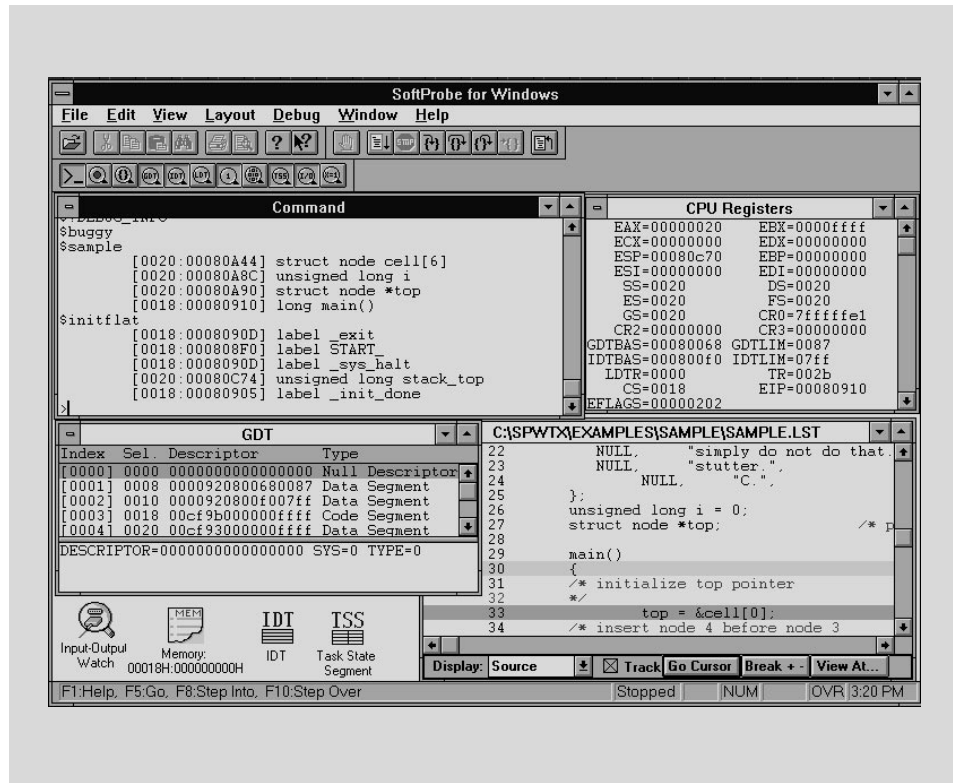 SoftProbe for Windows
File Edit View Layout Debug Window Help
STOP
GDT IDT LDT 1 TSS I/O X=1
Command
$!DEBUG_INFO
$buggy
$sample
[0020:00080A44] struct node cell[6]
[0020:00080A8C] unsigned long i
[0020:00080A90] struct node *top
[0018:00080910] long main()
$initflat
[0018:0008090D] label _exit
[0018:000808F0] label START_
[0018:0008090D] label _sys_halt
[0020:00080C74] unsigned long stack_top
[0018:00080905] label _init_done
>
CPU Registers
EAX=00000020 EBX=0000ffff
ECX=00000000 EDX=00000000
ESP=00080c70 EBP=00000000
ESI=00000000 EDI=00000000
SS=0020 DS=0020
ES=0020 FS=0020
GS=0020 CR0=7fffffe1
CR2=00000000 CR3=00000000
GDTBAS=00080068 GDTLIM=0087
IDTBAS=000800f0 IDTLIM=07ff
LDTR=0000 TR=002b
CS=0018 EIP=00080910
EFLAGS=00000202
GDT
Index Sel. Descriptor Type
[0000] 0000 0000000000000000 Null Descriptor
[0001] 0008 0000920800680087 Data Segment
[0002] 0010 0000920800f007ff Data Segment
[0003] 0018 00cf9b000000ffff Code Segment
[0004] 0020 00cf93000000ffff Data Segment
DESCRIPTOR=0000000000000000 SYS=0 TYPE=0
C:\SPWTX\EXAMPLES\SAMPLE\SAMPLE.LST
22 NULL, "simply do not do that.
23 NULL, "stutter.",
24 NULL, "C.",
25 };
26 unsigned long i = 0;
27 struct node *top; /* p
28
29 main()
30 {
31 /* initialize top pointer
32 */
33 top = &cell[0];
34 /* insert node 4 before node 3
Display: Source Track Go Cursor Break + - View At...
Input-Output Watch
MEM
Memory: 00018H:000000000H
IDT
IDT
TSS
Task State Segment
F1:Help, F5:Go, F8:Step Into, F10:Step Over
Stopped NUM OVR 3:20 PM